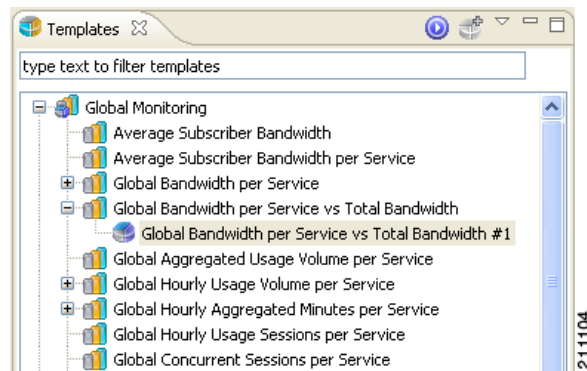 Templates
type text to filter templates
Global Monitoring
Average Subscriber Bandwidth
Average Subscriber Bandwidth per Service
Global Bandwidth per Service
Global Bandwidth per Service vs Total Bandwidth
Global Bandwidth per Service vs Total Bandwidth #1
Global Aggregated Usage Volume per Service
Global Hourly Usage Volume per Service
Global Hourly Aggregated Minutes per Service
Global Hourly Usage Sessions per Service
Global Concurrent Sessions per Service
211104